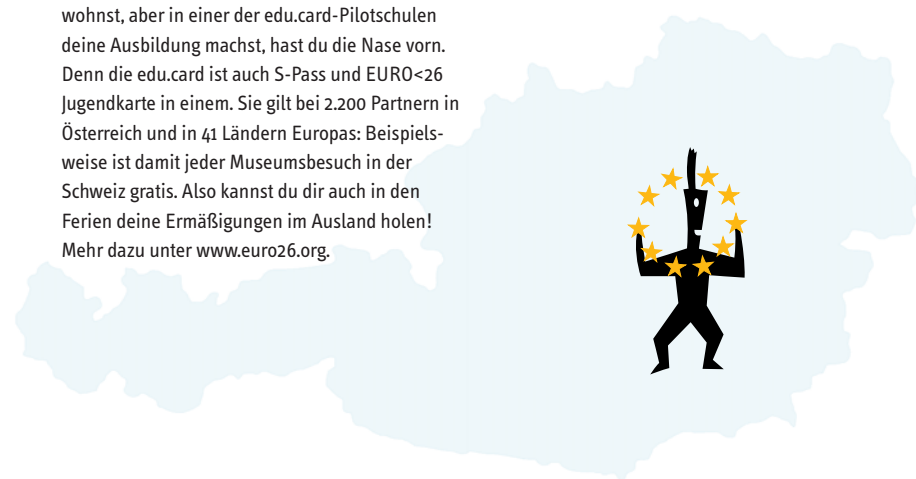 wohnst, aber in einer der edu.card-Pilotschulen
deine Ausbildung machst, hast du die Nase vorn.
Denn die edu.card ist auch S-Pass und EURO<26
Jugendkarte in einem. Sie gilt bei 2.200 Partnern in
Österreich und in 41 Ländern Europas: Beispiels-
weise ist damit jeder Museumsbesuch in der
Schweiz gratis. Also kannst du dir auch in den
Ferien deine Ermäßigungen im Ausland holen!
Mehr dazu unter www.euro26.org.